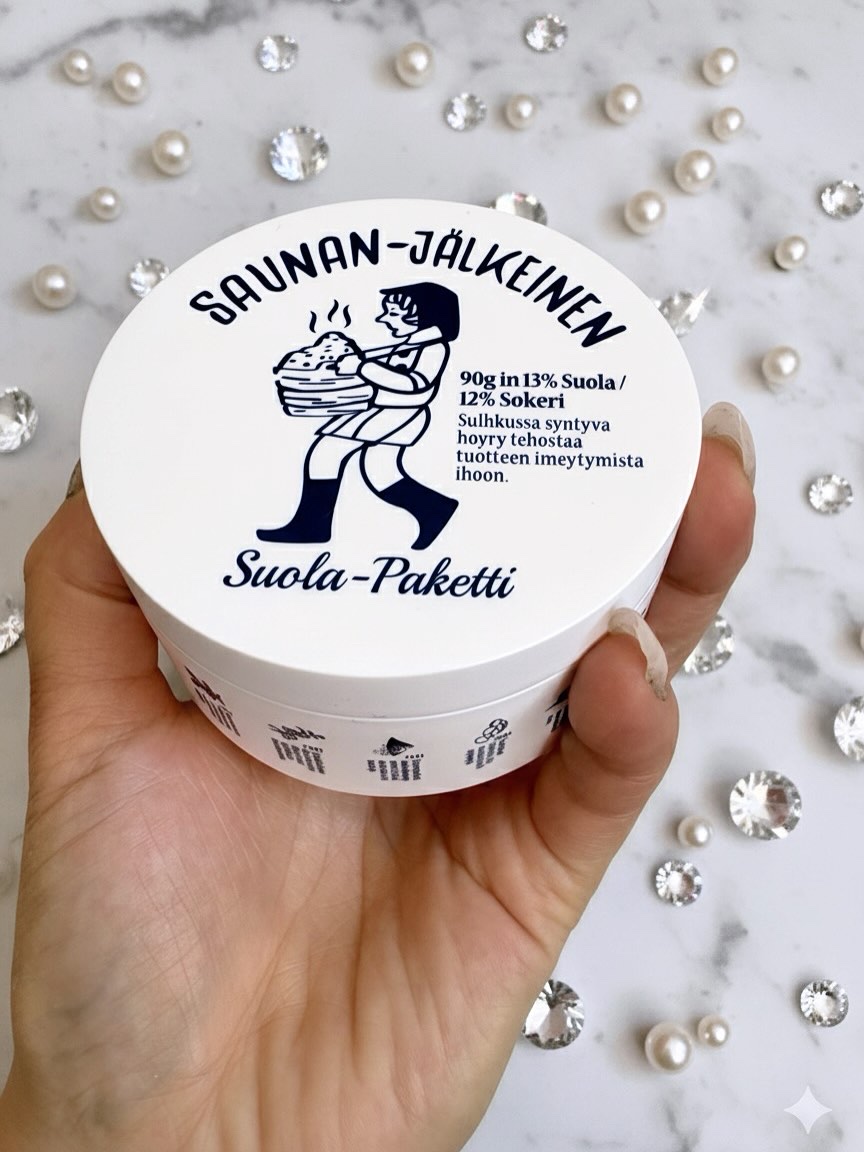 SAUNAN-JÄLKEINEN
90g in 13% Suola /
12% Sokeri
Sulhkussa syntyva
hoyry tehostaa
tuotteen imeytymista
ihoon.
Suola-Paketti